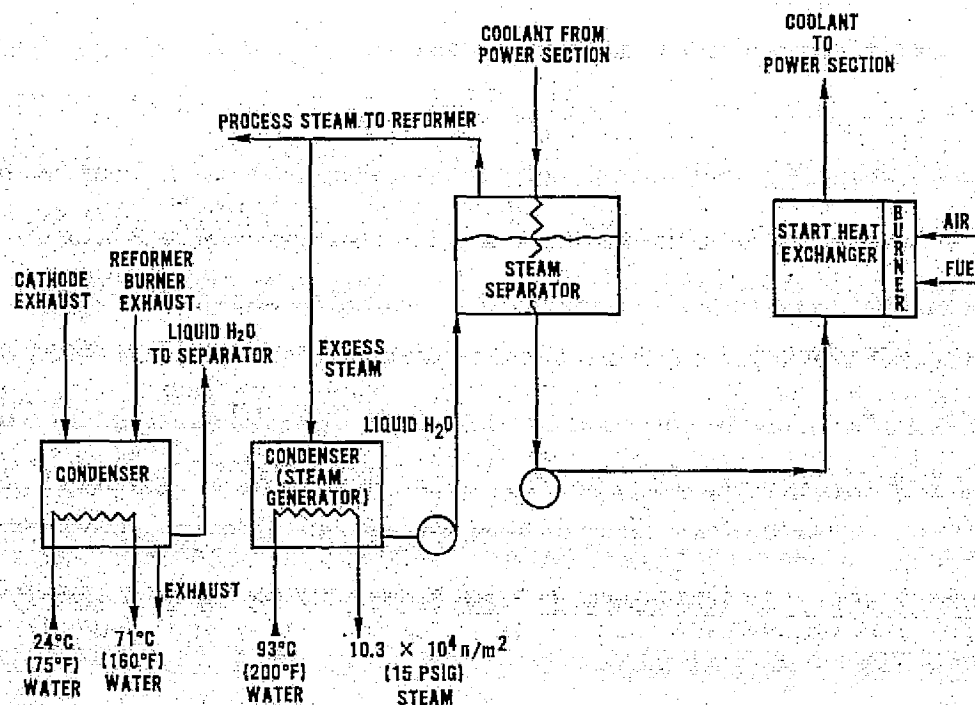 COOLANT FROM
POWER SECTION
COOLANT
TO
POWER SECTION
PROCESS STEAM TO REFORMER
START HEAT
EXCHANGER
BURNER
AIR
FUE
STEAM
SEPARATOR
CATHODE
EXHAUST
REFORMER
BURNER
EXHAUST
LIQUID H2O
TO SEPARATOR
EXCESS
STEAM
LIQUID H2O
CONDENSER
CONDENSER
(STEAM
GENERATOR)
EXHAUST
24°C
(75°F)
WATER
71°C
(160°F)
WATER
93°C
(200°F)
WATER
10.3 × 10⁴ n/m²
(15 PSIG)
STEAM